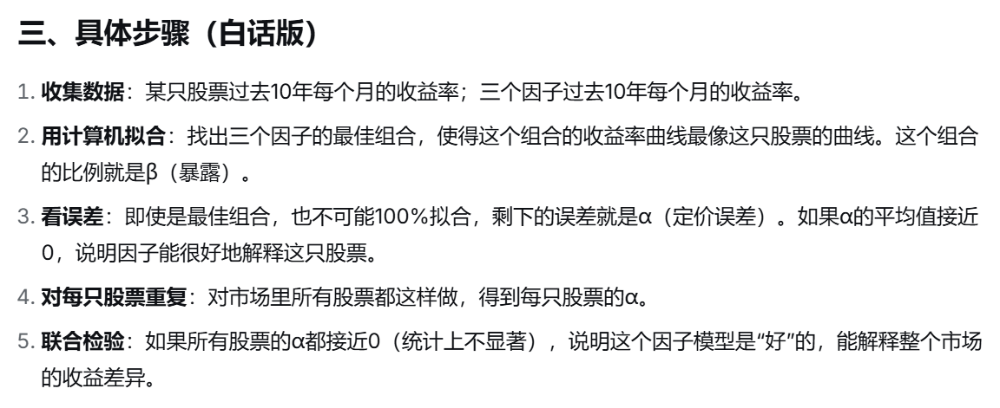 三、具体步骤（白话版）
1. 收集数据：某只股票过去10年每个月的收益率；三个因子过去10年每个月的收益率。
2. 用计算机拟合：找出三个因子的最佳组合，使得这个组合的收益率曲线最像这只股票的曲线。这个组合
的比例就是β（暴露）。
3. 看误差：即使是最佳组合，也不可能100%拟合，剩下的误差就是α（定价误差）。如果α的平均值接近
0，说明因子能很好地解释这只股票。
4. 对每只股票重复：对市场里所有股票都这样做，得到每只股票的α。
5. 联合检验：如果所有股票的α都接近0（统计上不显著），说明这个因子模型是“好”的，能解释整个市场
的收益差异。